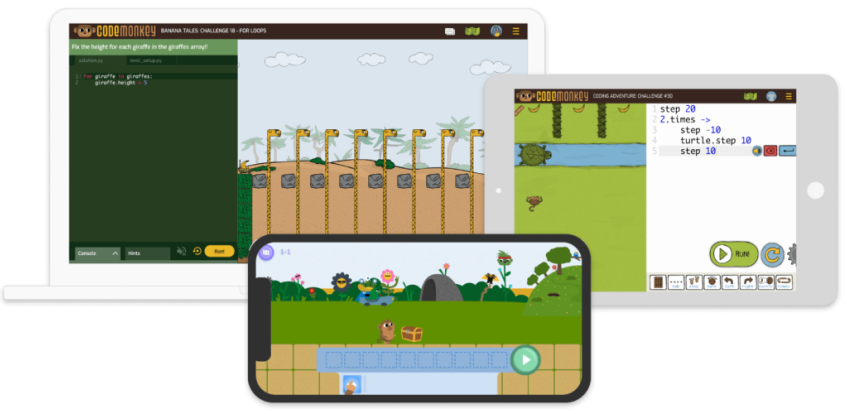 CODEMONKEY BANANA TALES: CHALLENGE 18 - FOR LOOPS
Fix the height for each giraffe in the giraffes array!!
solution.py
1 for giraffe in giraffes:
2 giraffe.height = 5
Console
Hints
Run!
CODEMONKEY CODING ADVENTURE CHALLENGE #30
1 step 20
2 2.times ->
3 step -10
4 turtle.step 10
5 step 10
RUN!
1-1